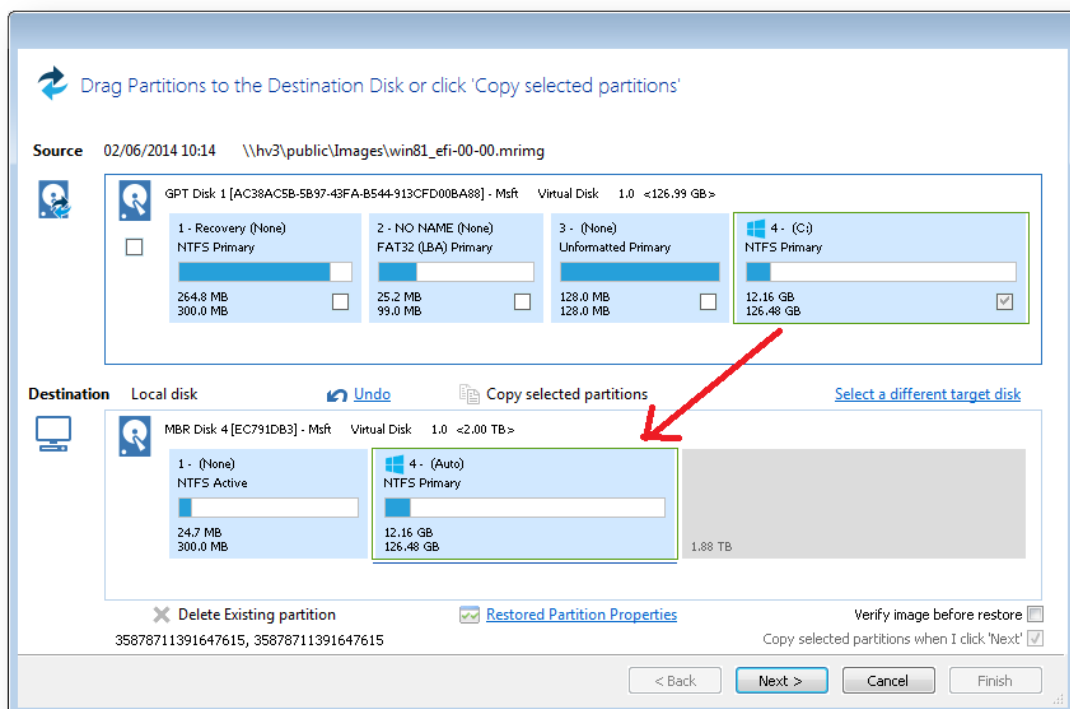 Drag Partitions to the Destination Disk or click 'Copy selected partitions'
Source 02/06/2014 10:14 \\hv3\public\Images\win81_efi-00-00.mrimg
GPT Disk 1 [AC38AC5B-5B97-43FA-B544-913CFD00BA88] - Msft Virtual Disk 1.0 <126.99 GB>
1 - Recovery (None)
NTFS Primary
264.8 MB
300.0 MB
2 - NO NAME (None)
FAT32 (LBA) Primary
25.2 MB
99.0 MB
3 - (None)
Unformatted Primary
128.0 MB
128.0 MB
4 - (C:)
NTFS Primary
12.16 GB
126.48 GB
Destination Local disk Undo Copy selected partitions Select a different target disk
MBR Disk 4 [EC791DB3] - Msft Virtual Disk 1.0 <2.00 TB>
1 - (None)
NTFS Active
24.7 MB
300.0 MB
4 - (Auto)
NTFS Primary
12.16 GB
126.48 GB
1.88 TB
Delete Existing partition Restored Partition Properties Verify image before restore
35878711391647615, 35878711391647615 Copy selected partitions when I click 'Next'
< Back Next > Cancel Finish